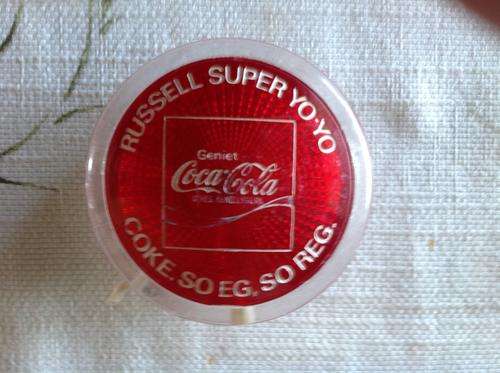 RUSSELL SUPER YO-YO
Geniet
Coca-Cola
COKE. SO EG. SO REG.